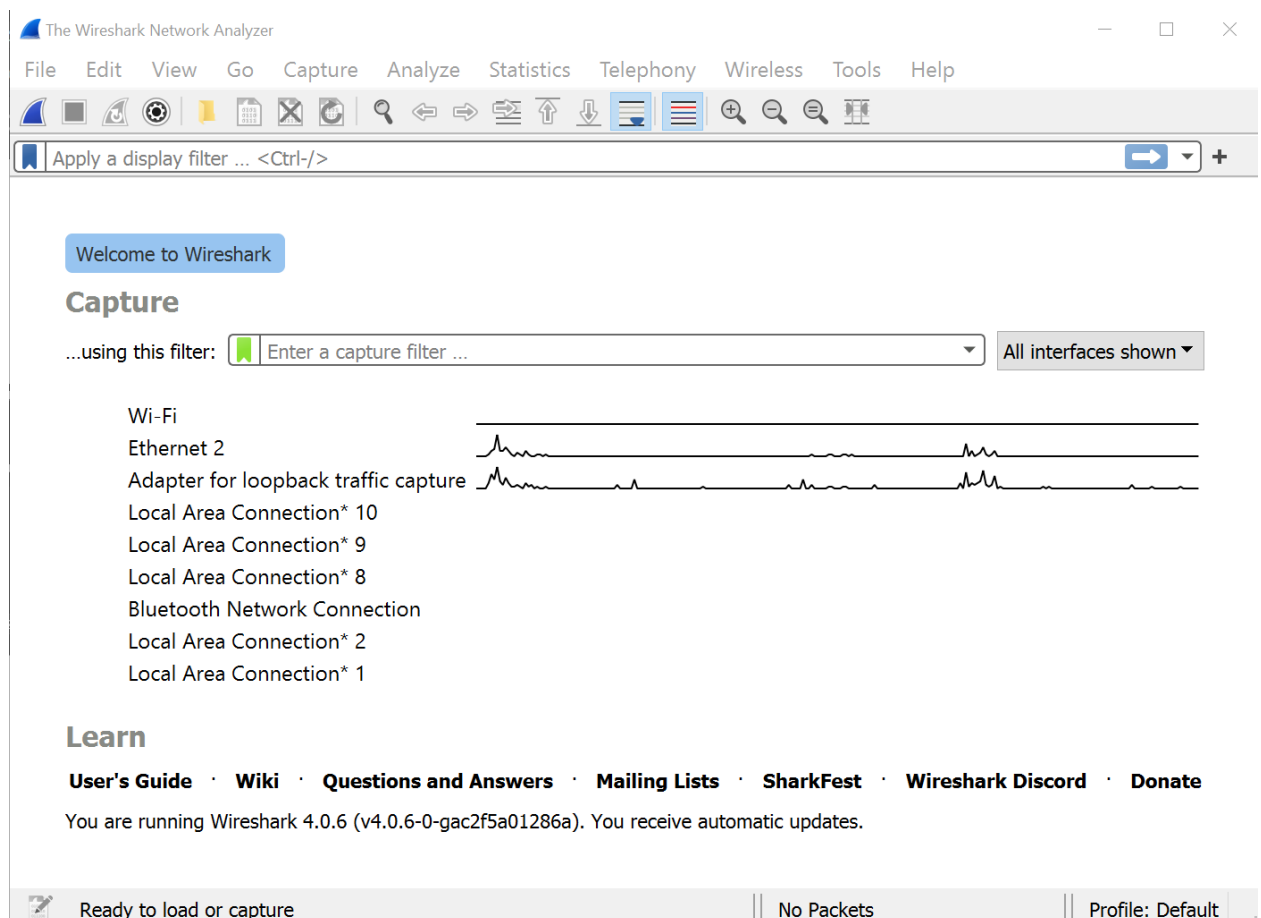 The Wireshark Network Analyzer
File Edit View Go Capture Analyze Statistics Telephony Wireless Tools Help
Apply a display filter ... <Ctrl-/>
Welcome to Wireshark
Capture
...using this filter: Enter a capture filter ... All interfaces shown
Wi-Fi
Ethernet 2
Adapter for loopback traffic capture
Local Area Connection* 10
Local Area Connection* 9
Local Area Connection* 8
Bluetooth Network Connection
Local Area Connection* 2
Local Area Connection* 1
Learn
User's Guide · Wiki · Questions and Answers · Mailing Lists · SharkFest · Wireshark Discord · Donate
You are running Wireshark 4.0.6 (v4.0.6-0-gac2f5a01286a). You receive automatic updates.
Ready to load or capture No Packets Profile: Default